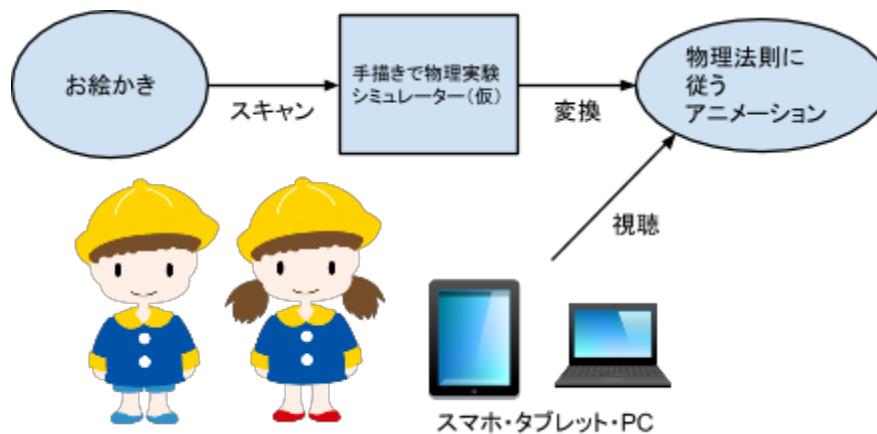 お絵かき
スキャン
手描きで物理実験
シミュレーター(仮)
変換
物理法則に
従う
アニメーション
視聴
スマホ・タブレット・PC